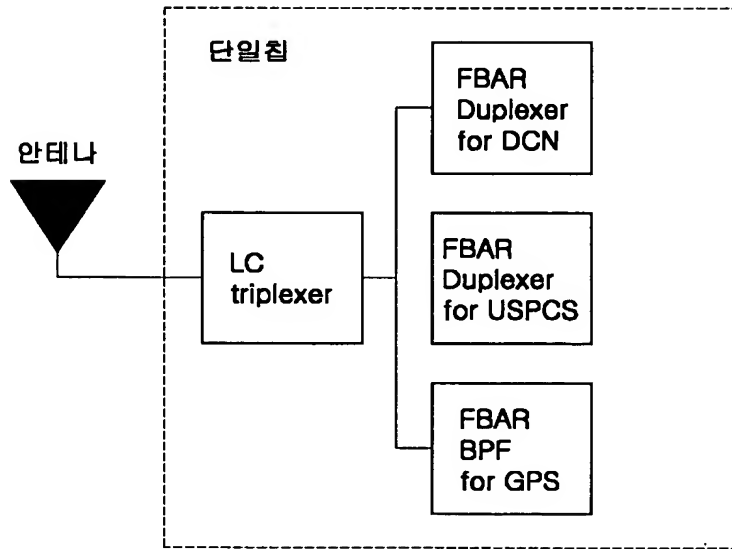 단일칩
안테나
LC
triplexer
FBAR
Duplexer
for DCN
FBAR
Duplexer
for USPCS
FBAR
BPF
for GPS